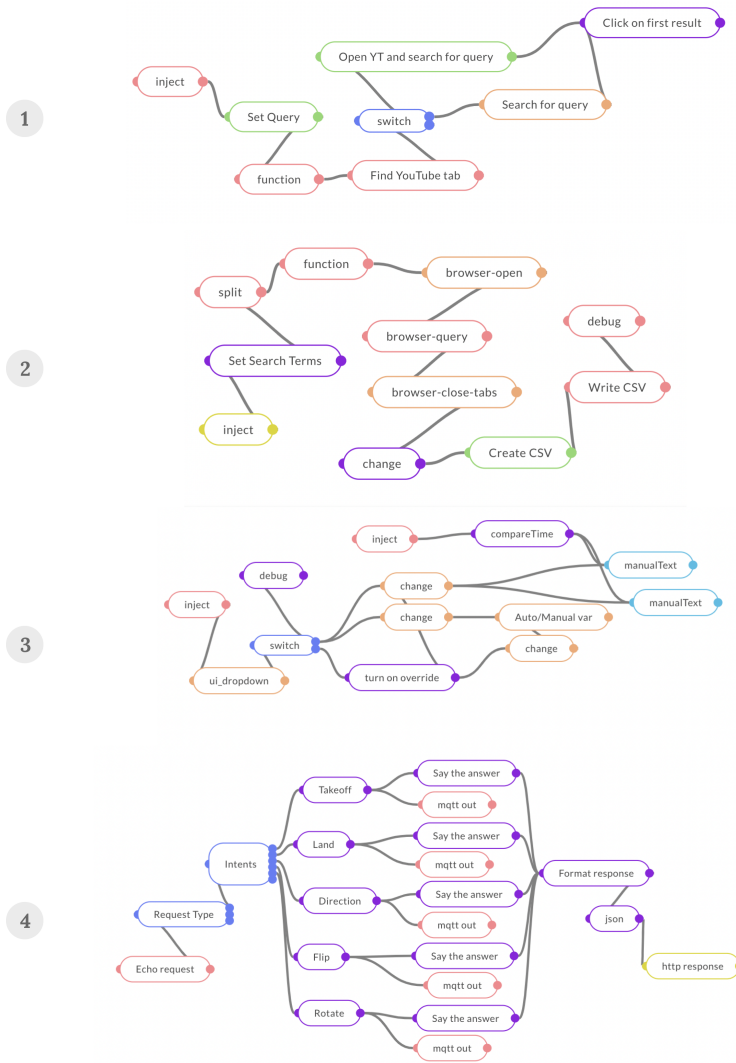 Click on first result
Open YT and search for query
inject
Search for query
1
Set Query
switch
function
Find YouTube tab
function
browser-open
split
debug
browser-query
2
Set Search Terms
Write CSV
browser-close-tabs
inject
Create CSV
change
compareTime
inject
manualText
debug
change
manualText
inject
change
Auto/Manual var
3
switch
change
ui_dropdown
turn on override
Say the answer
Takeoff
mqtt out
Say the answer
Land
Intents
mqtt out
Format response
Say the answer
Direction
4
Request Type
json
mqtt out
Say the answer
Flip
Echo request
http response
mqtt out
Rotate
Say the answer
mqtt out